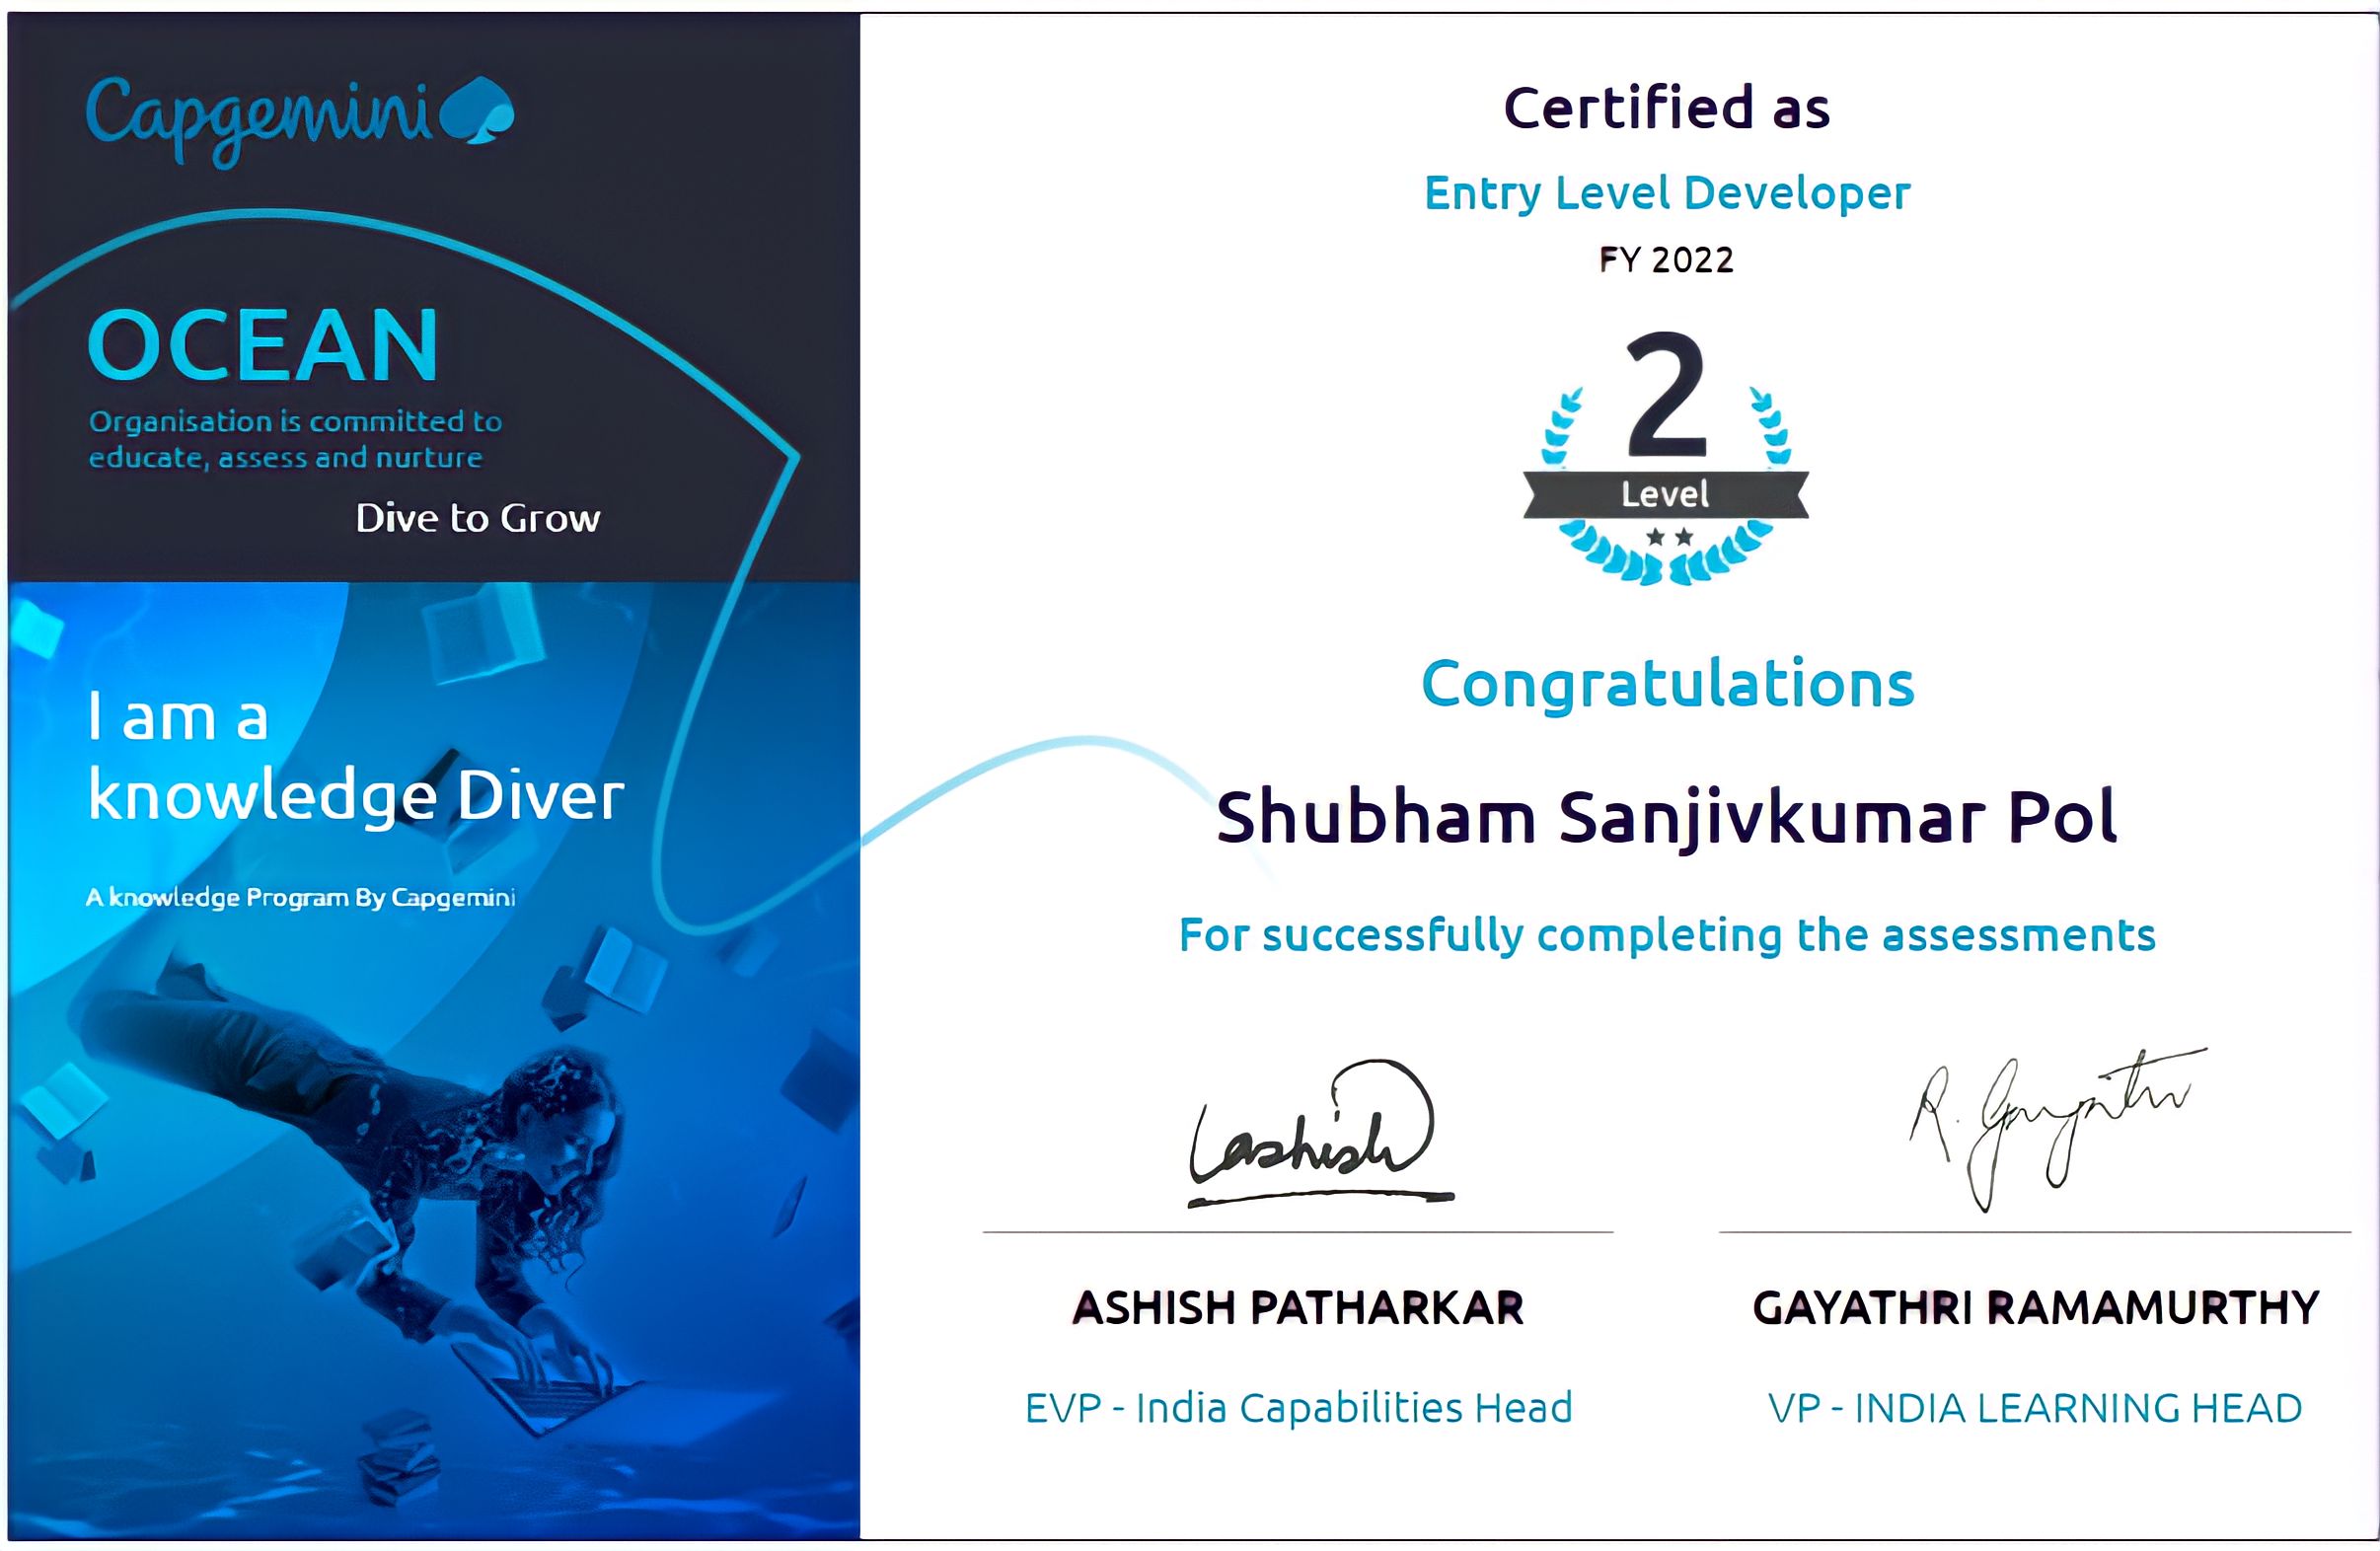 Capgemini
OCEAN
Organisation is committed to
educate, assess and nurture
Dive to Grow
I am a
knowledge Diver
A knowledge Program By Capgemini
Certified as
Entry Level Developer
FY 2022
2
Level
Congratulations
Shubham Sanjivkumar Pol
For successfully completing the assessments
Lashish
R. Gayathri
ASHISH PATHARKAR
GAYATHRI RAMAMURTHY
EVP - India Capabilities Head
VP - INDIA LEARNING HEAD